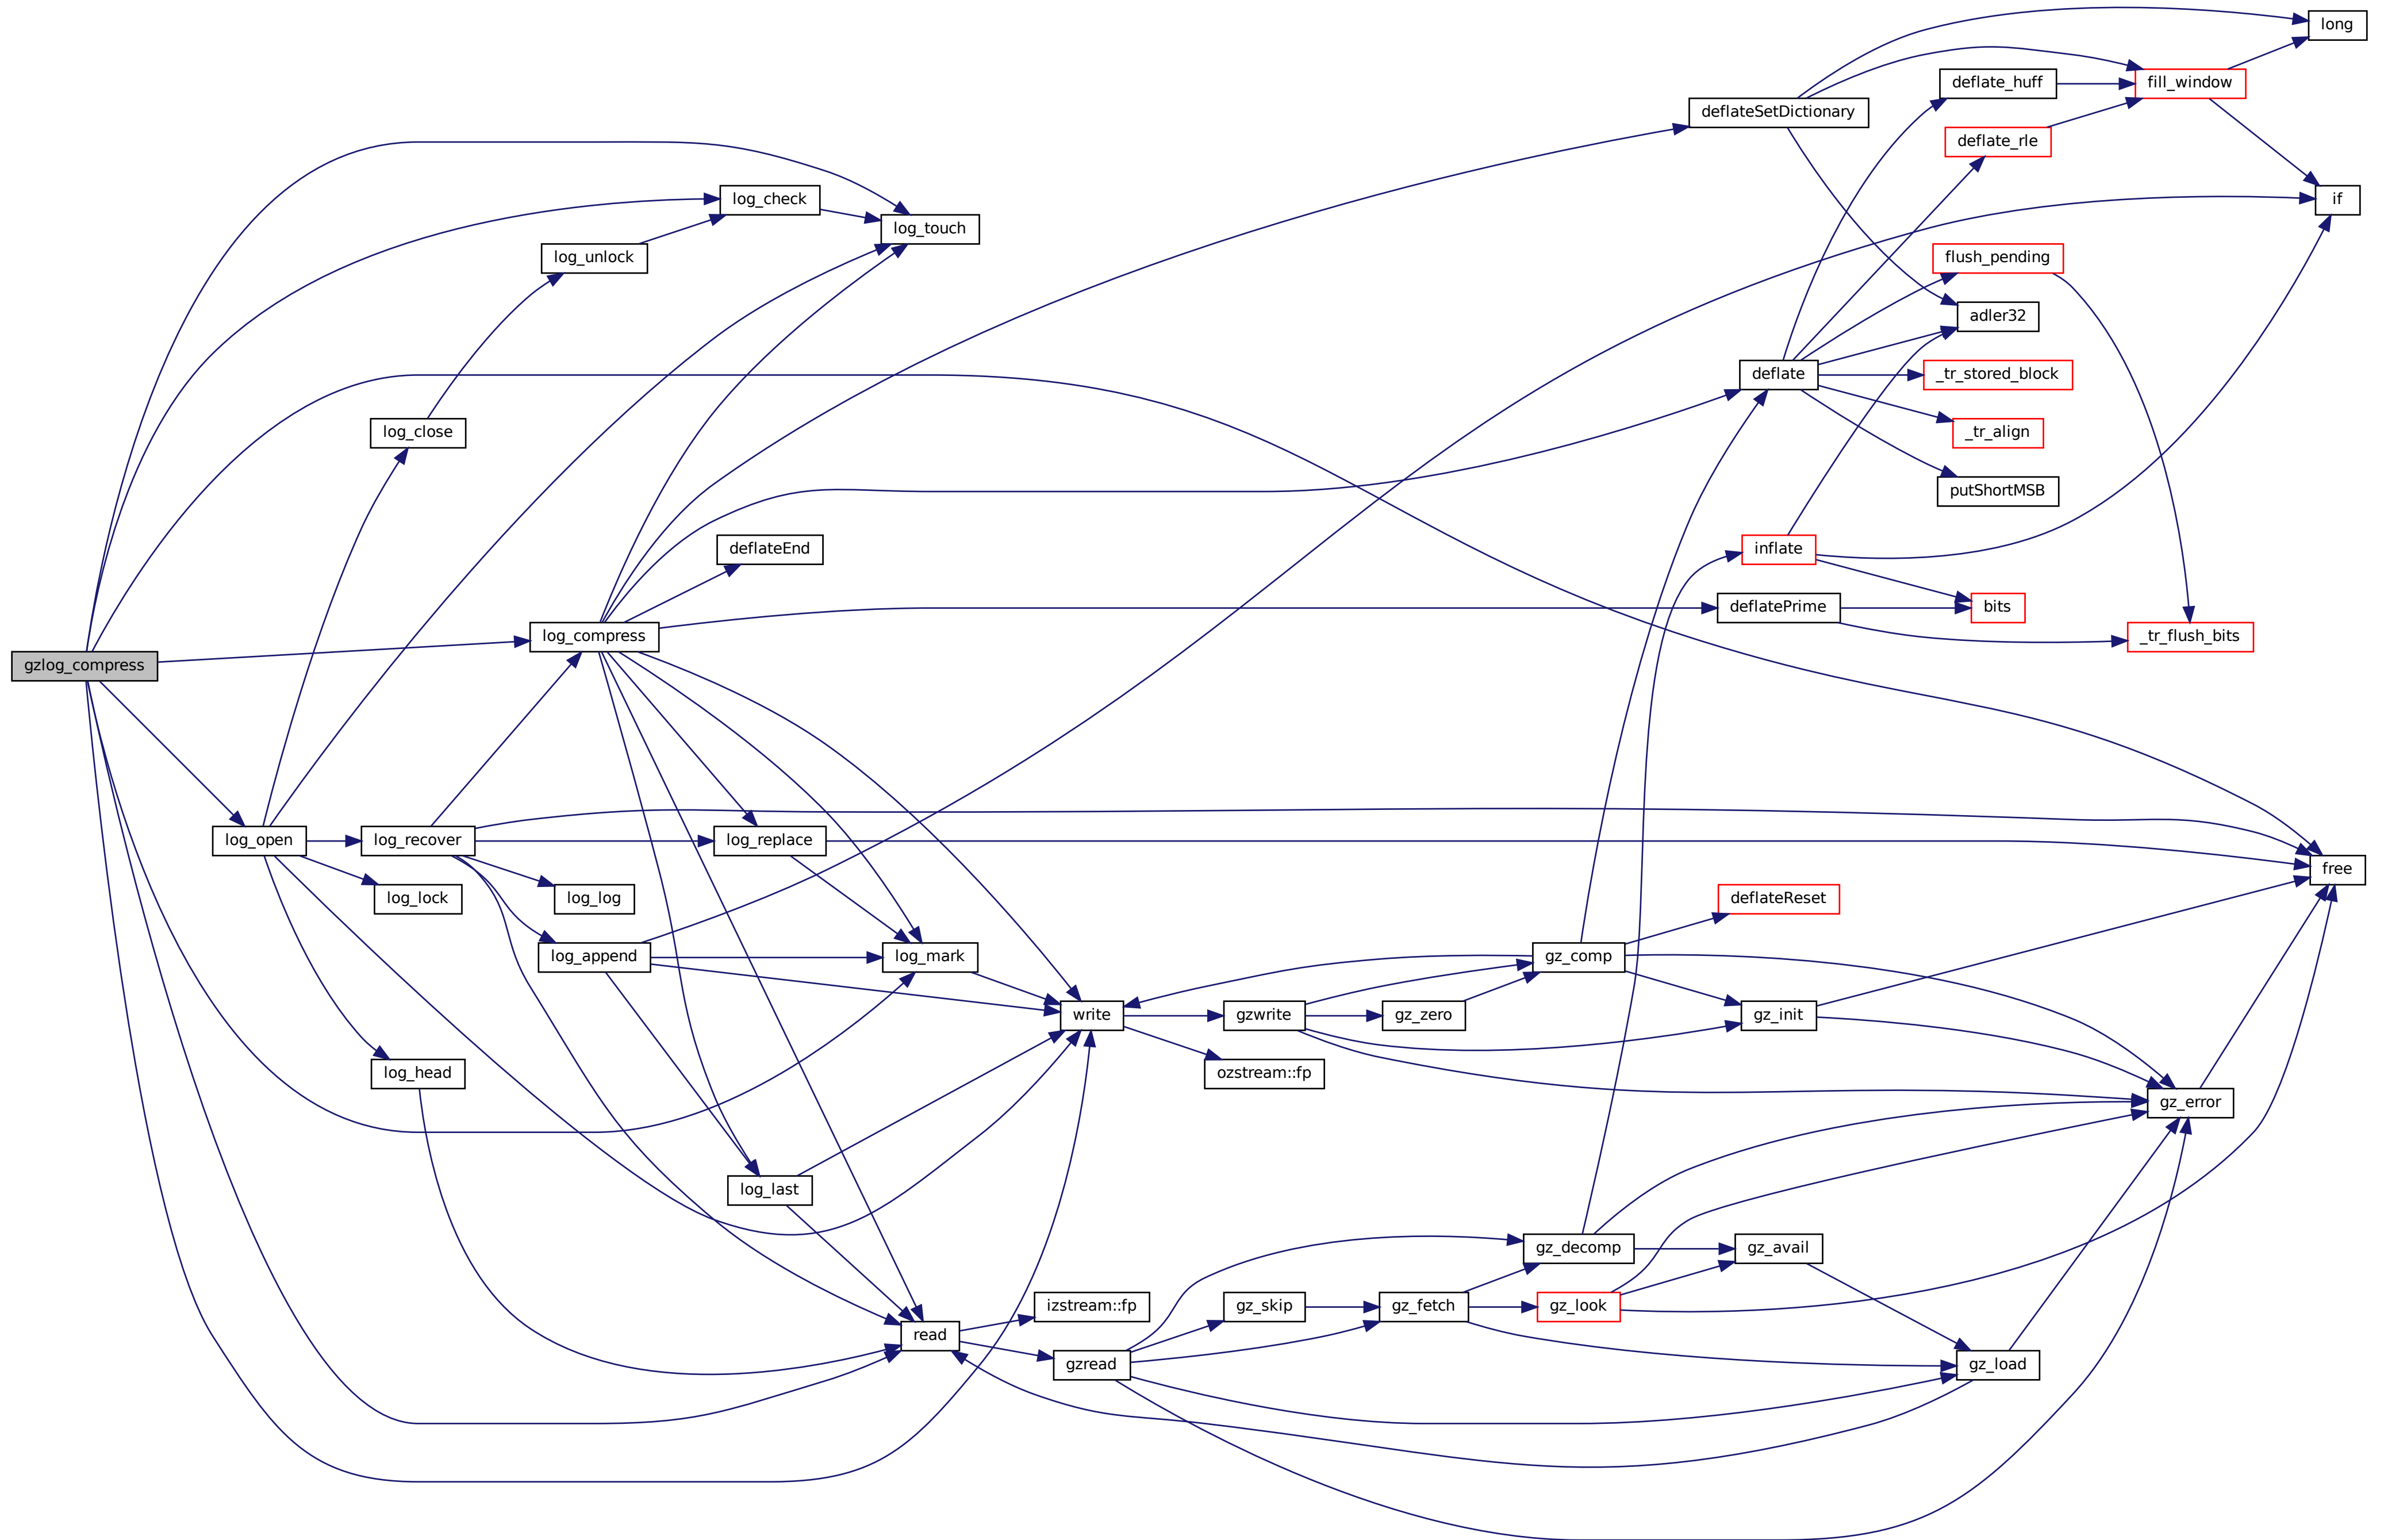 gzlog_compress
log_open
log_close
log_recover
log_lock
log_head
log_unlock
log_compress
log_log
log_append
log_check
deflateEnd
log_replace
log_last
log_touch
log_mark
read
write
izstream::fp
gzread
gzwrite
ozstream::fp
gz_skip
gz_zero
gz_fetch
gz_comp
gz_decomp
gz_look
deflateSetDictionary
deflate
inflate
deflatePrime
deflateReset
gz_init
gz_avail
deflate_huff
deflate_rle
flush_pending
adler32
_tr_stored_block
_tr_align
putShortMSB
bits
gz_load
fill_window
_tr_flush_bits
gz_error
long
if
free